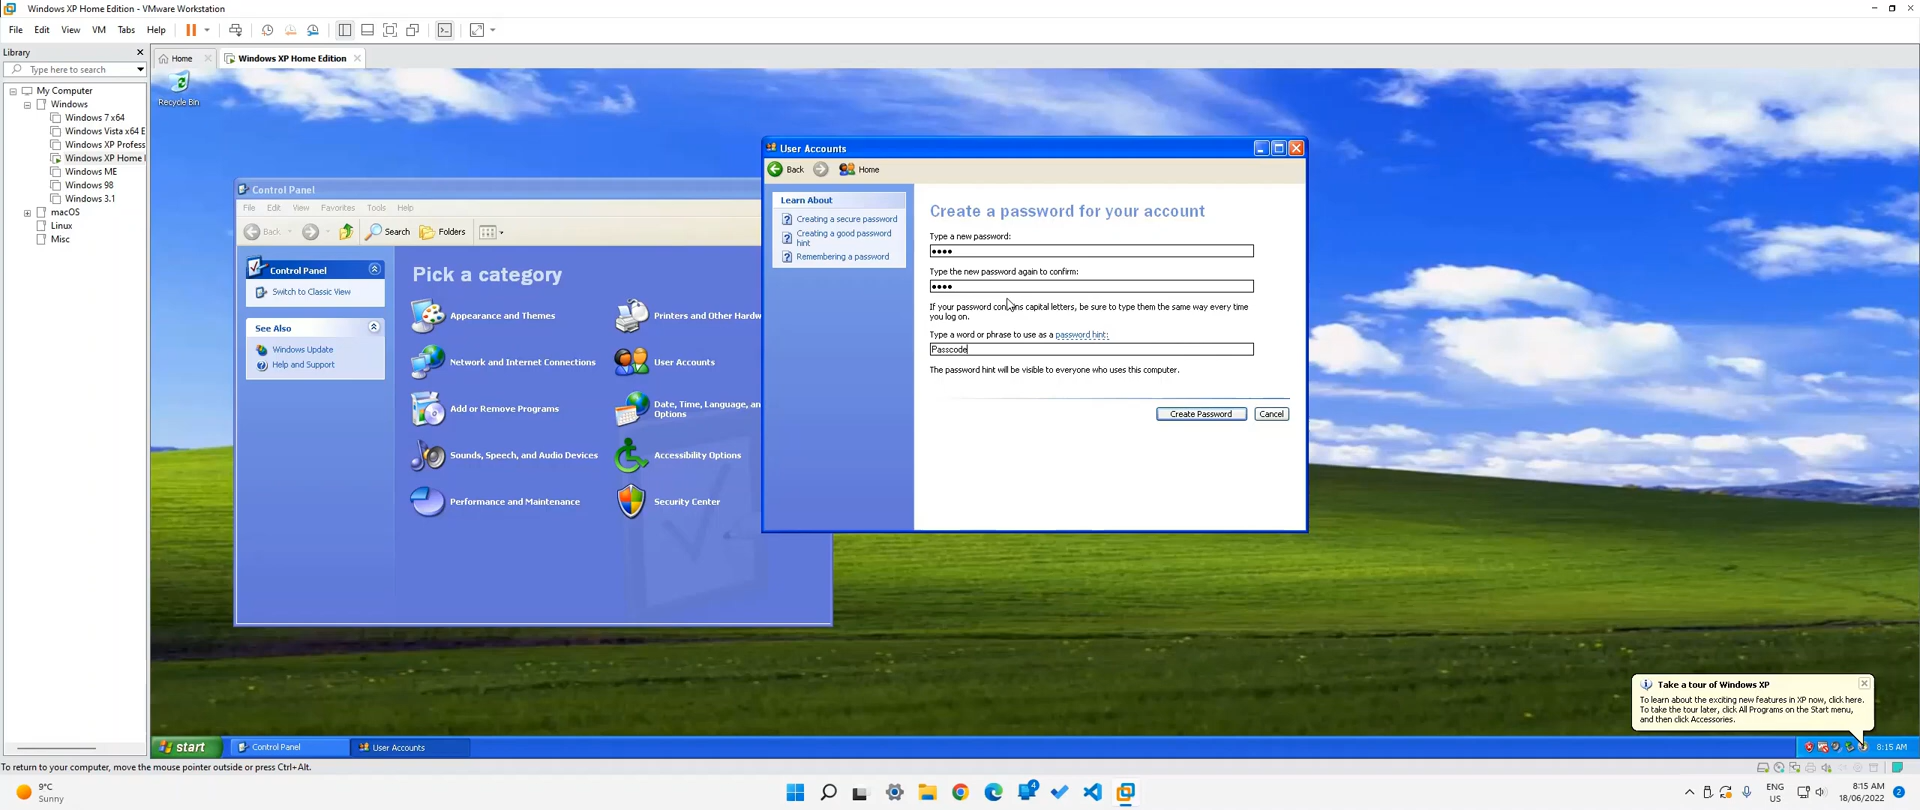 Windows XP Home Edition - VMware Workstation
File Edit View VM Tabs Help
Library
Type here to search
My Computer
Windows
Windows 7 x64
Windows Vista x64 E
Windows XP Profess
Windows XP Home I
Windows ME
Windows 98
Windows 3.1
macOS
Linux
Misc
Home
Windows XP Home Edition
Recycle Bin
Control Panel
File Edit View Favorites Tools Help
Back Search Folders
Control Panel
Switch to Classic View
See Also
Windows Update
Help and Support
Pick a category
Appearance and Themes
Printers and Other Hardw
Network and Internet Connections
User Accounts
Add or Remove Programs
Date, Time, Language, an
Options
Sounds, Speech, and Audio Devices
Accessibility Options
Performance and Maintenance
Security Center
User Accounts
Back Home
Learn About
Creating a secure password
Creating a good password
hint
Remembering a password
Create a password for your account
Type a new password:
••••
Type the new password again to confirm:
••••
If your password contains capital letters, be sure to type them the same way every time
you log on.
Type a word or phrase to use as a password hint:
Passcode
The password hint will be visible to everyone who uses this computer.
Create Password Cancel
Take a tour of Windows XP
To learn about the exciting new features in XP now, click here.
To take the tour later, click All Programs on the Start menu,
and then click Accessories.
start
Control Panel
User Accounts
8:15 AM
To return to your computer, move the mouse pointer outside or press Ctrl+Alt.
9°C
Sunny
4
ENG
US
8:15 AM
18/06/2022
2